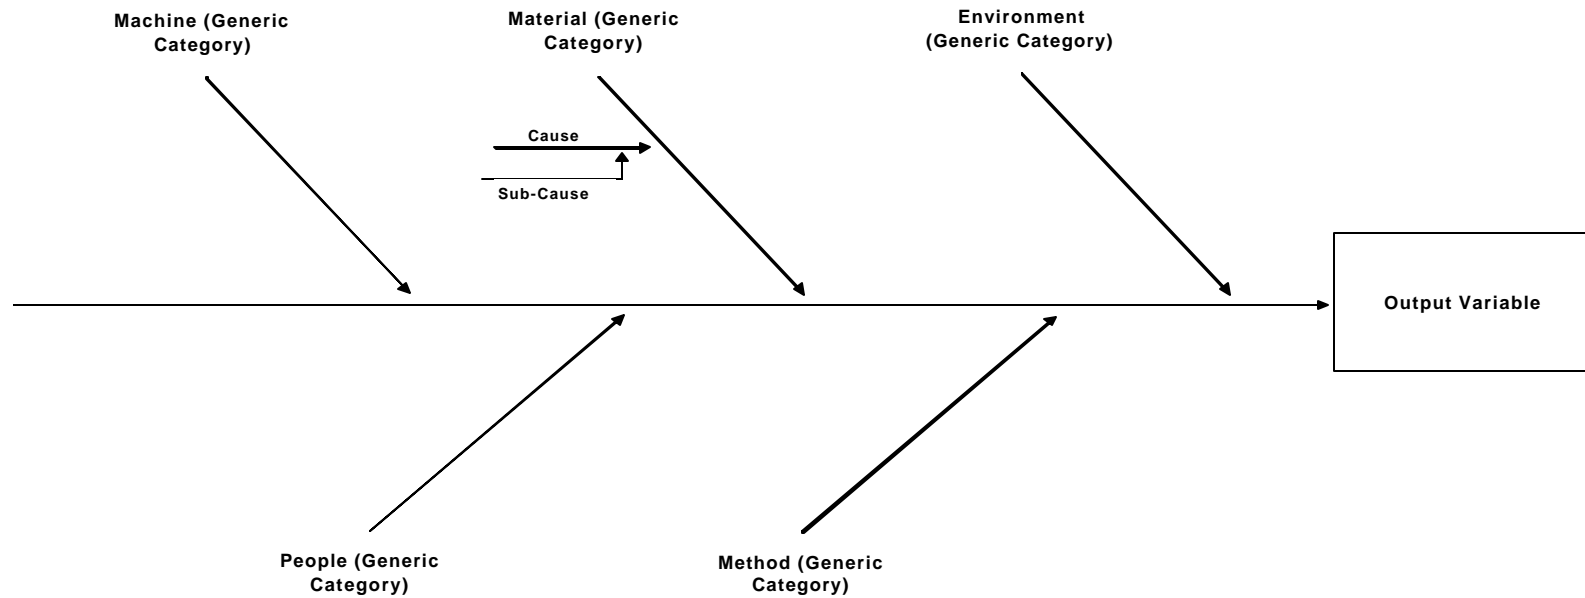 Machine (Generic
Category)
Material (Generic
Category)
Environment
(Generic Category)
Cause
Sub-Cause
Output Variable
People (Generic
Category)
Method (Generic
Category)